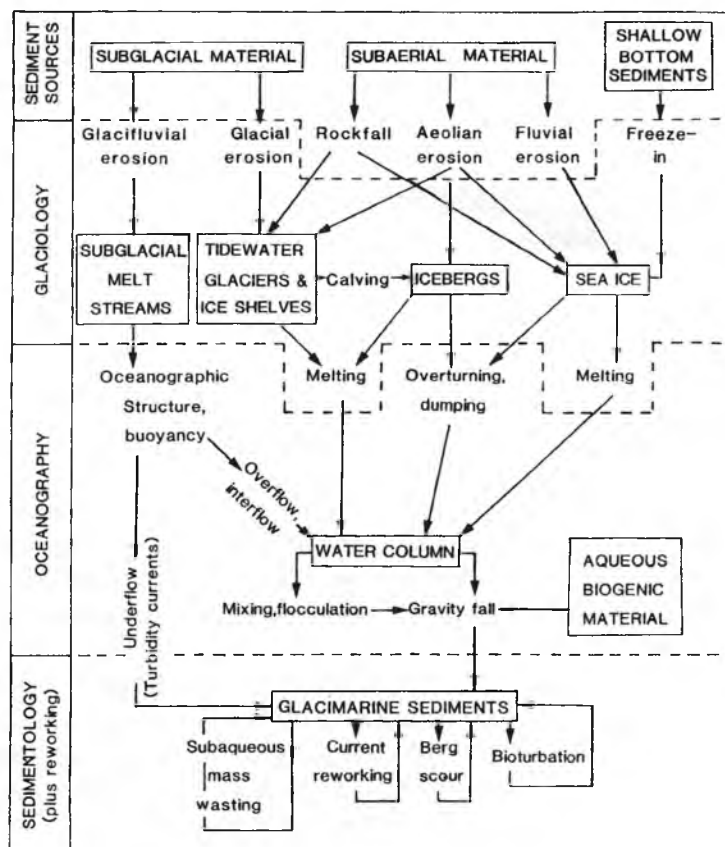 SEDIMENT
SOURCES
SUBGLACIAL MATERIAL
SUBAERIAL MATERIAL
SHALLOW
BOTTOM
SEDIMENTS
GLACIOLOGY
Glacifluvial
erosion
Glacial
erosion
Rockfall
Aeolian
erosion
Fluvial
erosion
Freeze-
in
SUBGLACIAL
MELT
STREAMS
TIDEWATER
GLACIERS &
ICE SHELVES
Calving
ICEBERGS
SEA ICE
OCEANOGRAPHY
Oceanographic
Structure,
buoyancy
Melting
Overturning,
dumping
Melting
Overflow,
interflow
Underflow
(Turbidity currents)
WATER COLUMN
Mixing,flocculation
Gravity fall
AQUEOUS
BIOGENIC
MATERIAL
SEDIMENTOLOGY
(plus reworking)
GLACIMARINE SEDIMENTS
Subaqueous
mass
wasting
Current
reworking
Berg
scour
Bioturbation